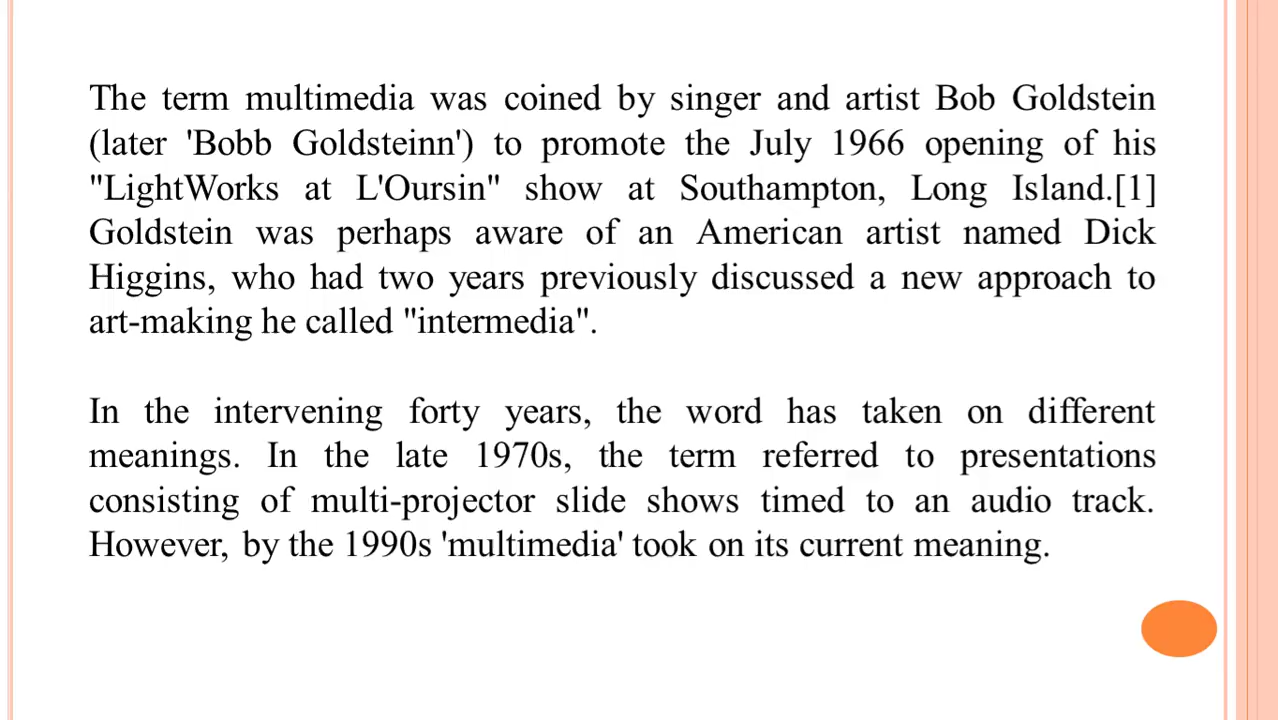 The term multimedia was coined by singer and artist Bob Goldstein
(later 'Bobb Goldsteinn') to promote the July 1966 opening of his
"LightWorks at L'Oursin" show at Southampton, Long Island.[1]
Goldstein was perhaps aware of an American artist named Dick
Higgins, who had two years previously discussed a new approach to
art-making he called "intermedia".
In the intervening forty years, the word has taken on different
meanings. In the late 1970s, the term referred to presentations
consisting of multi-projector slide shows timed to an audio track.
However, by the 1990s 'multimedia' took on its current meaning.